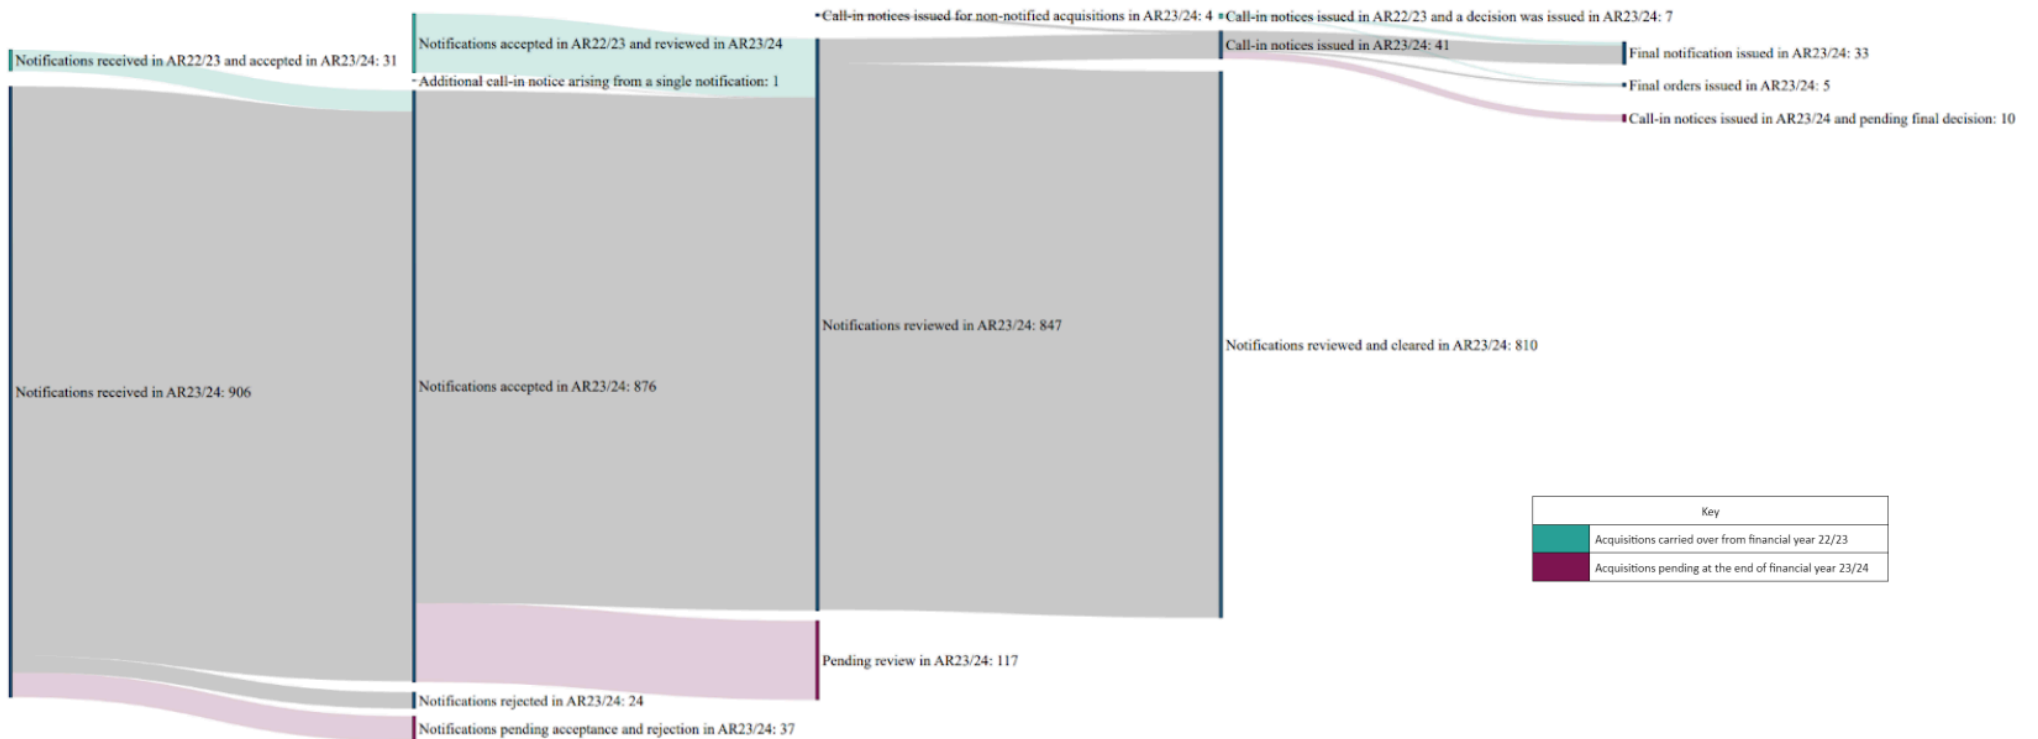 Notifications received in AR22/23 and accepted in AR23/24: 31
Notifications received in AR23/24: 906
Notifications accepted in AR22/23 and reviewed in AR23/24
Additional call-in notice arising from a single notification: 1
Notifications accepted in AR23/24: 876
Notifications rejected in AR23/24: 24
Notifications pending acceptance and rejection in AR23/24: 37
Call-in notices issued for non-notified acquisitions in AR23/24: 4
Notifications reviewed in AR23/24: 847
Pending review in AR23/24: 117
Call-in notices issued in AR22/23 and a decision was issued in AR23/24: 7
Call-in notices issued in AR23/24: 41
Notifications reviewed and cleared in AR23/24: 810
Final notification issued in AR23/24: 33
Final orders issued in AR23/24: 5
Call-in notices issued in AR23/24 and pending final decision: 10
Key
Acquisitions carried over from financial year 22/23
Acquisitions pending at the end of financial year 23/24